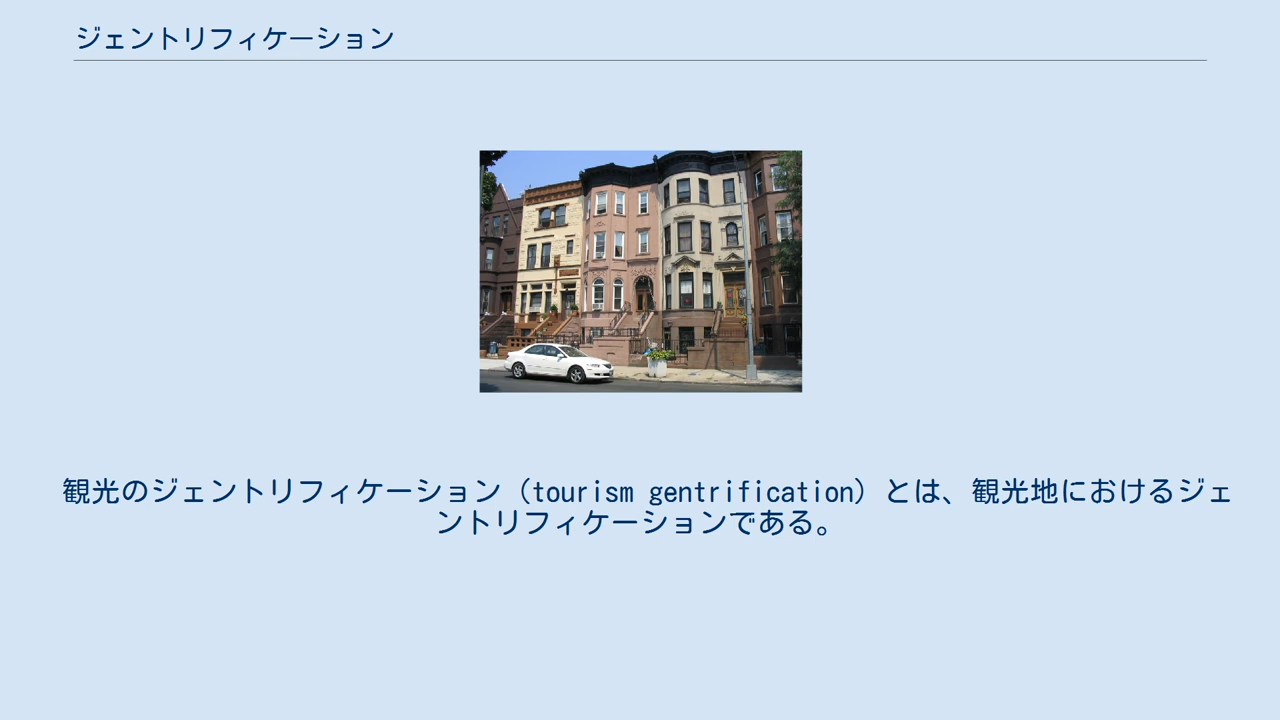 ジェントリフィケーション
観光のジェントリフィケーション（tourism gentrification）とは、観光地におけるジェ
ントリフィケーションである。